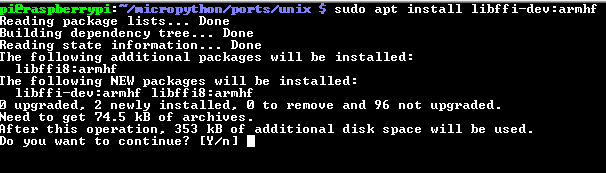 pi@raspberrypi:~/micropython/ports/unix $ sudo apt install libffi-dev:armhf
Reading package lists... Done
Building dependency tree... Done
Reading state information... Done
The following additional packages will be installed:
  libffi8:armhf
The following NEW packages will be installed:
  libffi-dev:armhf libffi8:armhf
0 upgraded, 2 newly installed, 0 to remove and 96 not upgraded.
Need to get 74.5 kB of archives.
After this operation, 353 kB of additional disk space will be used.
Do you want to continue? [Y/n]